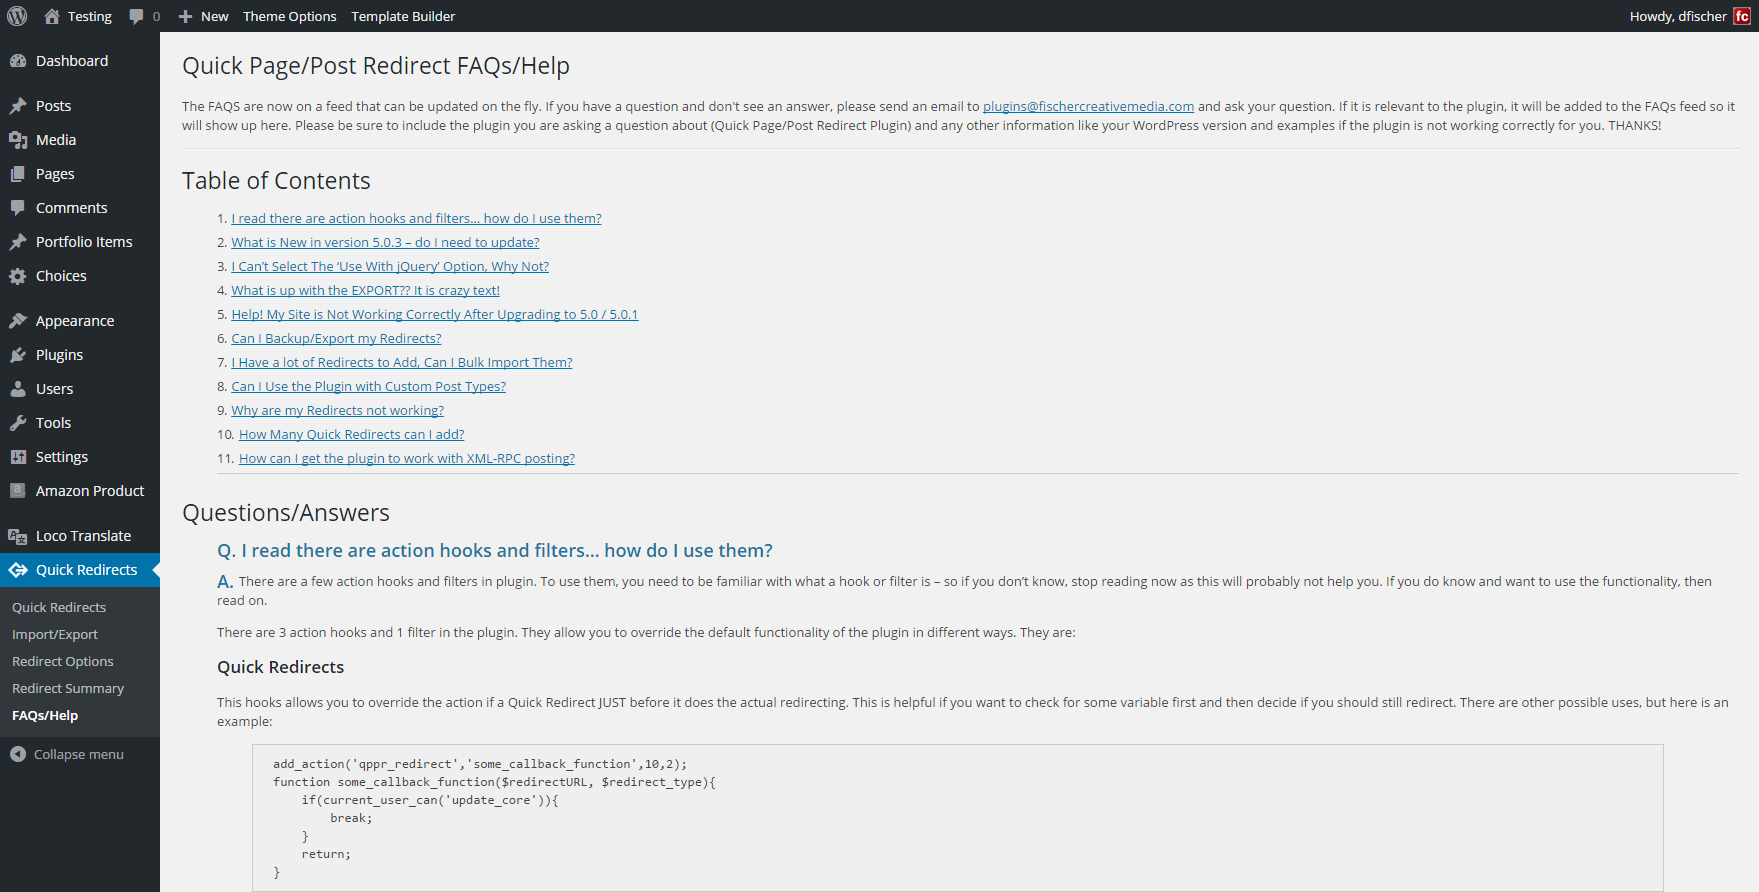 Testing 0 New Theme Options Template Builder Howdy, dfischer fc
Dashboard
Posts
Media
Pages
Comments
Portfolio Items
Choices
Appearance
Plugins
Users
Tools
Settings
a Amazon Product
Loco Translate
Quick Redirects
Quick Redirects
Import/Export
Redirect Options
Redirect Summary
FAQs/Help
Collapse menu
Quick Page/Post Redirect FAQs/Help
The FAQS are now on a feed that can be updated on the fly. If you have a question and don't see an answer, please send an email to plugins@fischercreativemedia.com and ask your question. If it is relevant to the plugin, it will be added to the FAQs feed so it
will show up here. Please be sure to include the plugin you are asking a question about (Quick Page/Post Redirect Plugin) and any other information like your WordPress version and examples if the plugin is not working correctly for you. THANKS!
Table of Contents
1. I read there are action hooks and filters... how do I use them?
2. What is New in version 5.0.3 – do I need to update?
3. I Can't Select The 'Use With jQuery' Option, Why Not?
4. What is up with the EXPORT?? It is crazy text!
5. Help! My Site is Not Working Correctly After Upgrading to 5.0 / 5.0.1
6. Can I Backup/Export my Redirects?
7. I Have a lot of Redirects to Add, Can I Bulk Import Them?
8. Can I Use the Plugin with Custom Post Types?
9. Why are my Redirects not working?
10. How Many Quick Redirects can I add?
11. How can I get the plugin to work with XML-RPC posting?
Questions/Answers
Q. I read there are action hooks and filters... how do I use them?
A. There are a few action hooks and filters in plugin. To use them, you need to be familiar with what a hook or filter is – so if you don't know, stop reading now as this will probably not help you. If you do know and want to use the functionality, then
read on.
There are 3 action hooks and 1 filter in the plugin. They allow you to override the default functionality of the plugin in different ways. They are:
Quick Redirects
This hooks allows you to override the action if a Quick Redirect JUST before it does the actual redirecting. This is helpful if you want to check for some variable first and then decide if you should still redirect. There are other possible uses, but here is an
example:
add_action('qppr_redirect','some_callback_function',10,2);
function some_callback_function($redirectURL, $redirect_type){
if(current_user_can('update_core')){
break;
}
return;
}